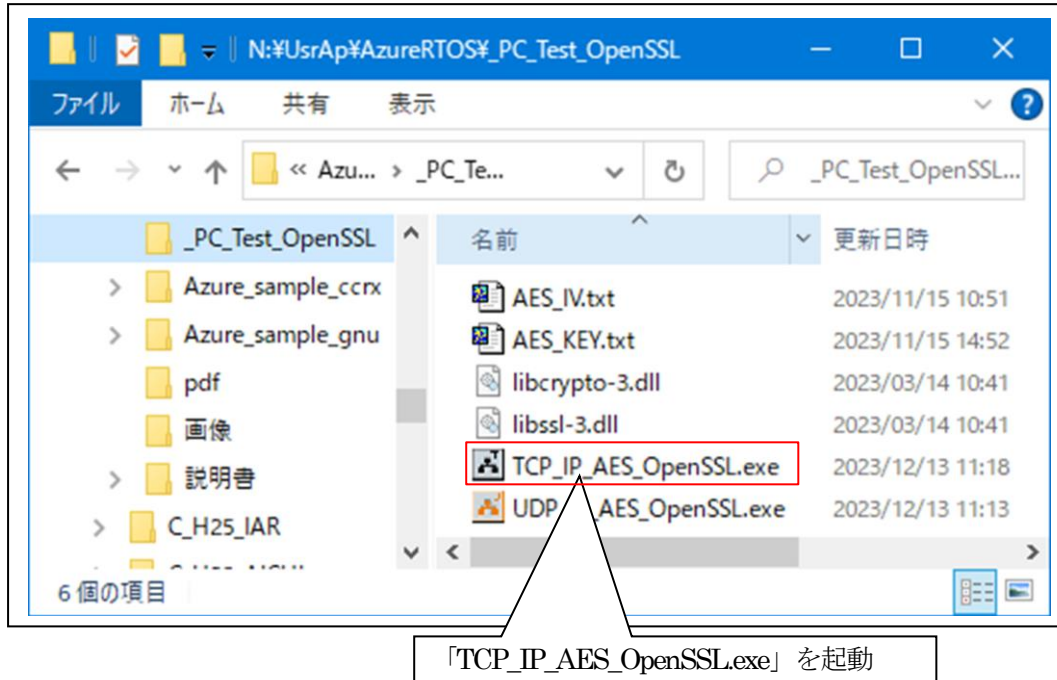 N:¥UsrAp¥AzureRTOS¥_PC_Test_OpenSSL
ファイル ホーム 共有 表示
« Azu... › _PC_Te... _PC_Test_OpenSSL...
_PC_Test_OpenSSL
Azure_sample_ccrx
Azure_sample_gnu
pdf
画像
説明書
C_H25_IAR
名前 更新日時
AES_IV.txt 2023/11/15 10:51
AES_KEY.txt 2023/11/15 14:52
libcrypto-3.dll 2023/03/14 10:41
libssl-3.dll 2023/03/14 10:41
TCP_IP_AES_OpenSSL.exe 2023/12/13 11:18
UDP AES_OpenSSL.exe 2023/12/13 11:13
6 個の項目
「TCP_IP_AES_OpenSSL.exe」を起動